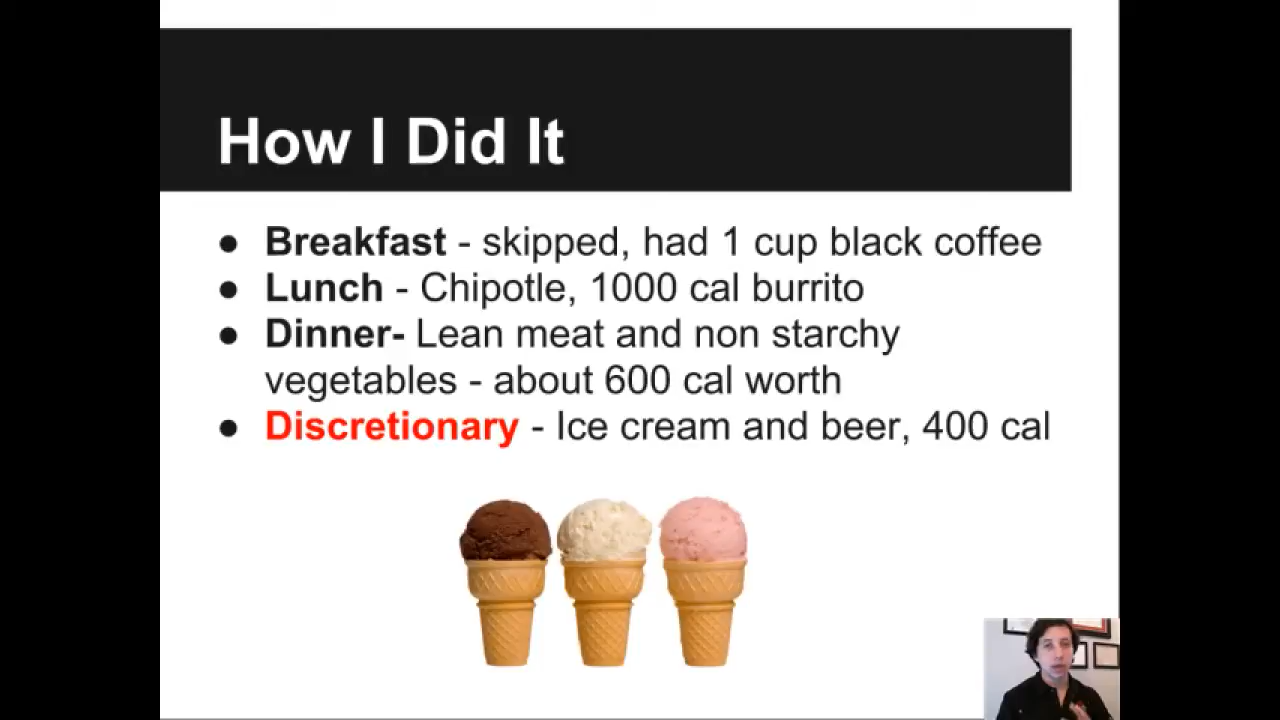 How I Did It
● Breakfast - skipped, had 1 cup black coffee
● Lunch - Chipotle, 1000 cal burrito
● Dinner- Lean meat and non starchy
vegetables - about 600 cal worth
● Discretionary - Ice cream and beer, 400 cal